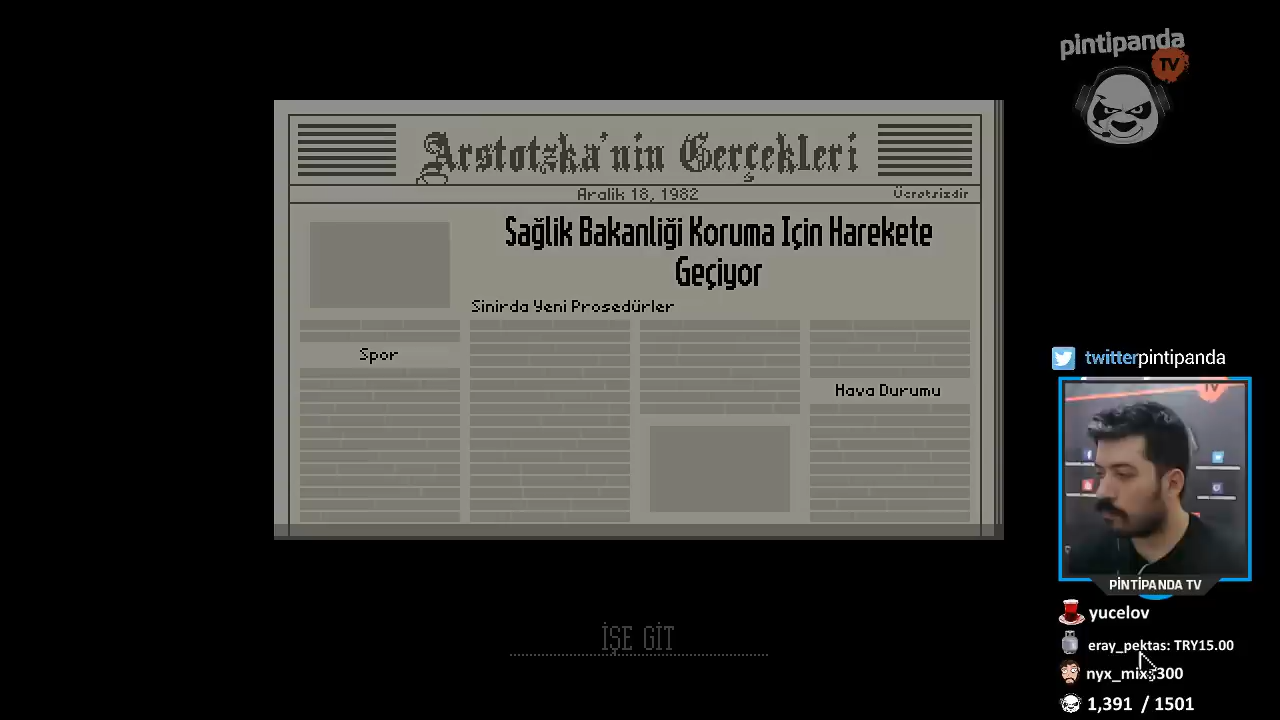 pintipanda
TV
Arstotzka'nin Gerçekleri
Aralik 18, 1982
Ücretsizdir
Sağlik Bakanliği Koruma Için Harekete
Geçiyor
Sinirda Yeni Prosedürler
Spor
Hava Durumu
İŞE GİT
twitterpintipanda
TV
PİNTİPANDA TV
yucelov
eray_pektas: TRY15.00
nyx_mix: 300
1,391 / 1501